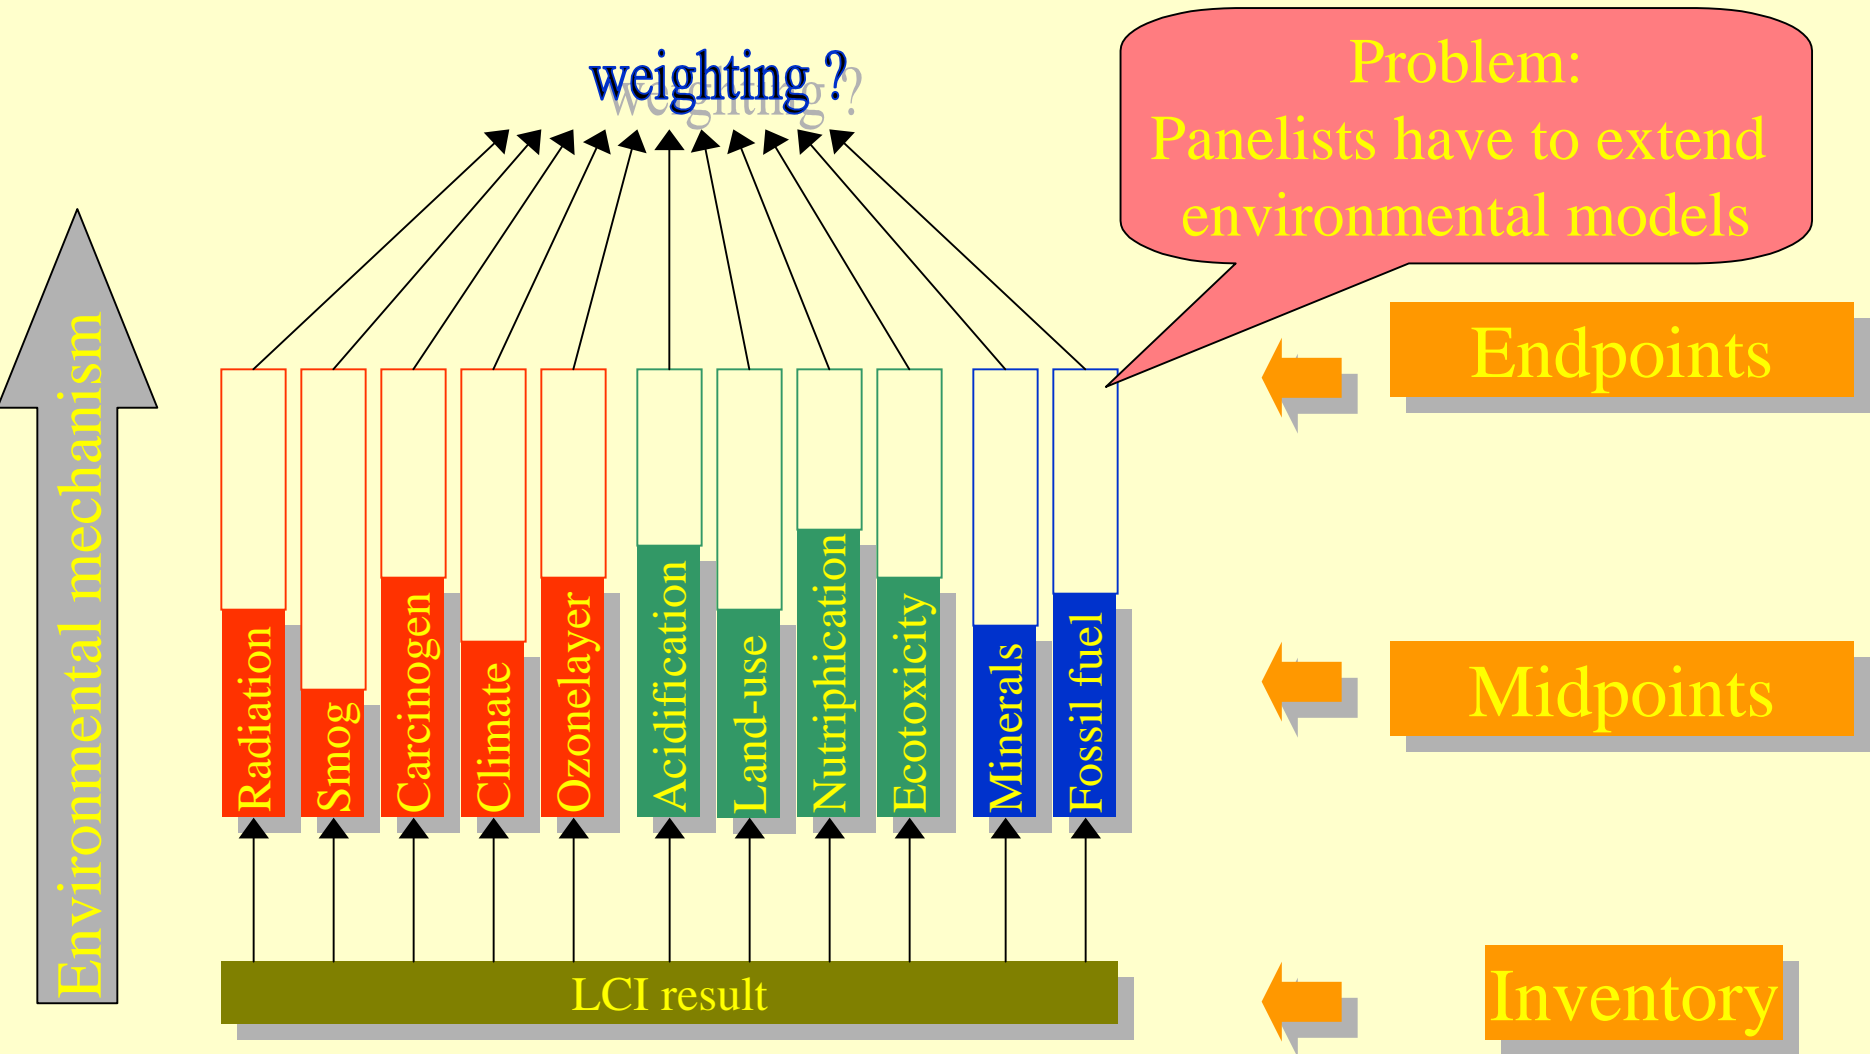 weighting ?
Problem:
Panelists have to extend
environmental models
Environmental mechanism
Endpoints
Radiation
Smog
Carcinogen
Climate
Ozonelayer
Acidification
Land-use
Nutriphication
Ecotoxicity
Minerals
Fossil fuel
Midpoints
LCI result
Inventory